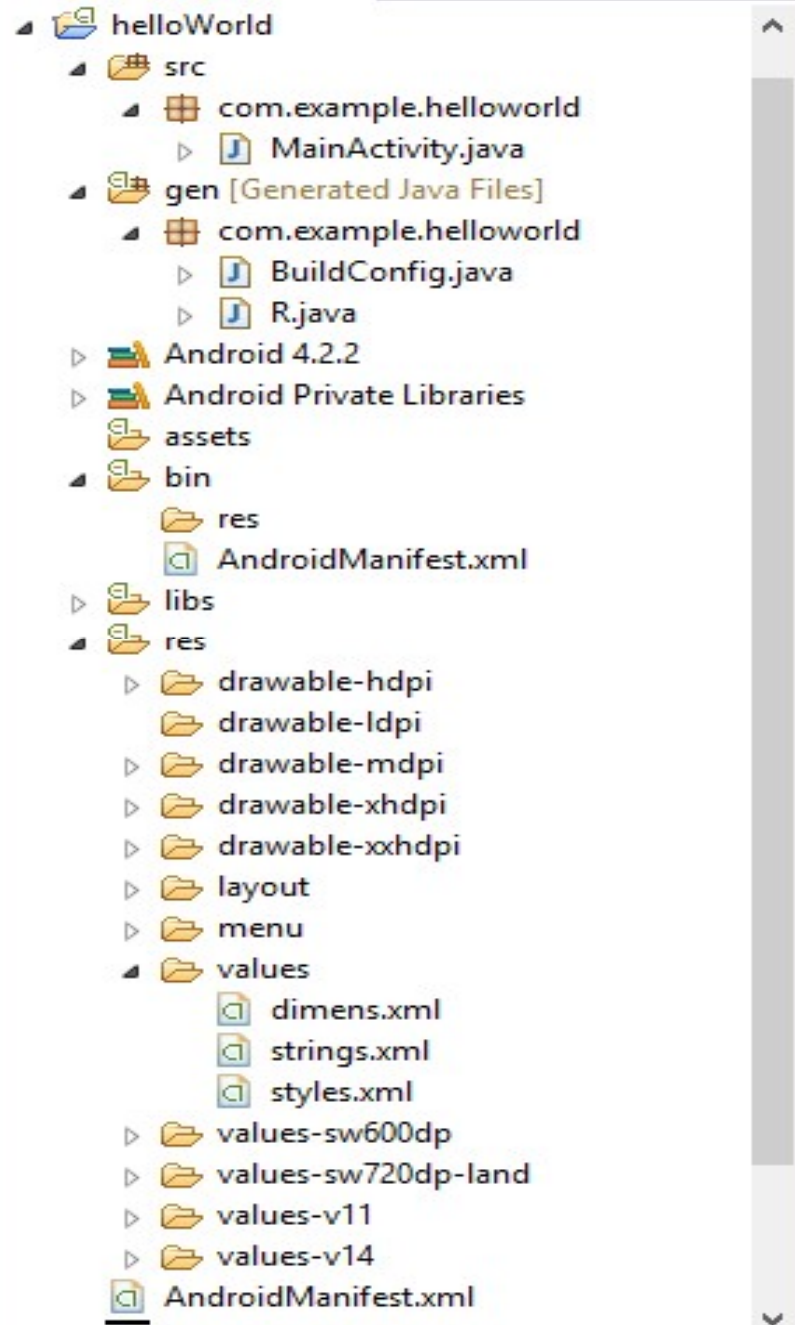 helloWorld
src
com.example.helloworld
MainActivity.java
gen [Generated Java Files]
com.example.helloworld
BuildConfig.java
R.java
Android 4.2.2
Android Private Libraries
assets
bin
res
AndroidManifest.xml
libs
res
drawable-hdpi
drawable-ldpi
drawable-mdpi
drawable-xhdpi
drawable-xxhdpi
layout
menu
values
dimens.xml
strings.xml
styles.xml
values-sw600dp
values-sw720dp-land
values-v11
values-v14
AndroidManifest.xml